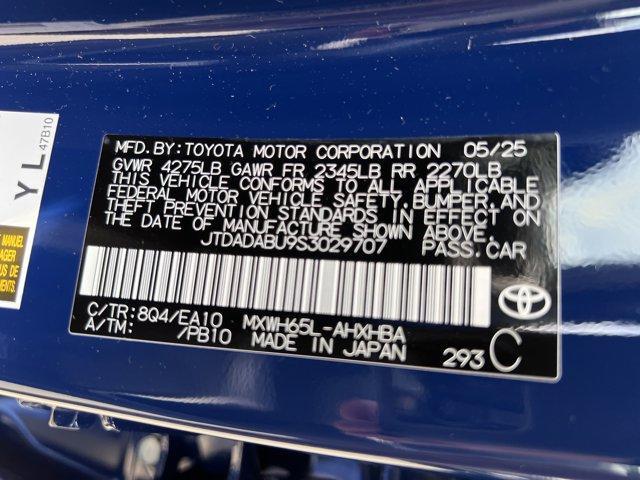 MFD.BY:TOYOTA MOTOR CORPORATION 05/25
GVWR 4275LB GAWR FR 2345LB RR 2270LB
THIS VEHICLE CONFORMS TO ALL APPLICABLE
FEDERAL MOTOR VEHICLE SAFETY,BUMPER,AND
THEFT PREVENTION STANDARDS IN EFFECT ON
THE DATE OF MANUFACTURE SHOWN ABOVE.
JTDADABU9S3029707 PASS.CAR
C/TR:8Q4/EA10 MXWH65L-AHXHBA
A/TM: /PB10 MADE IN JAPAN
293 C
YL
47B10
E MANUEL